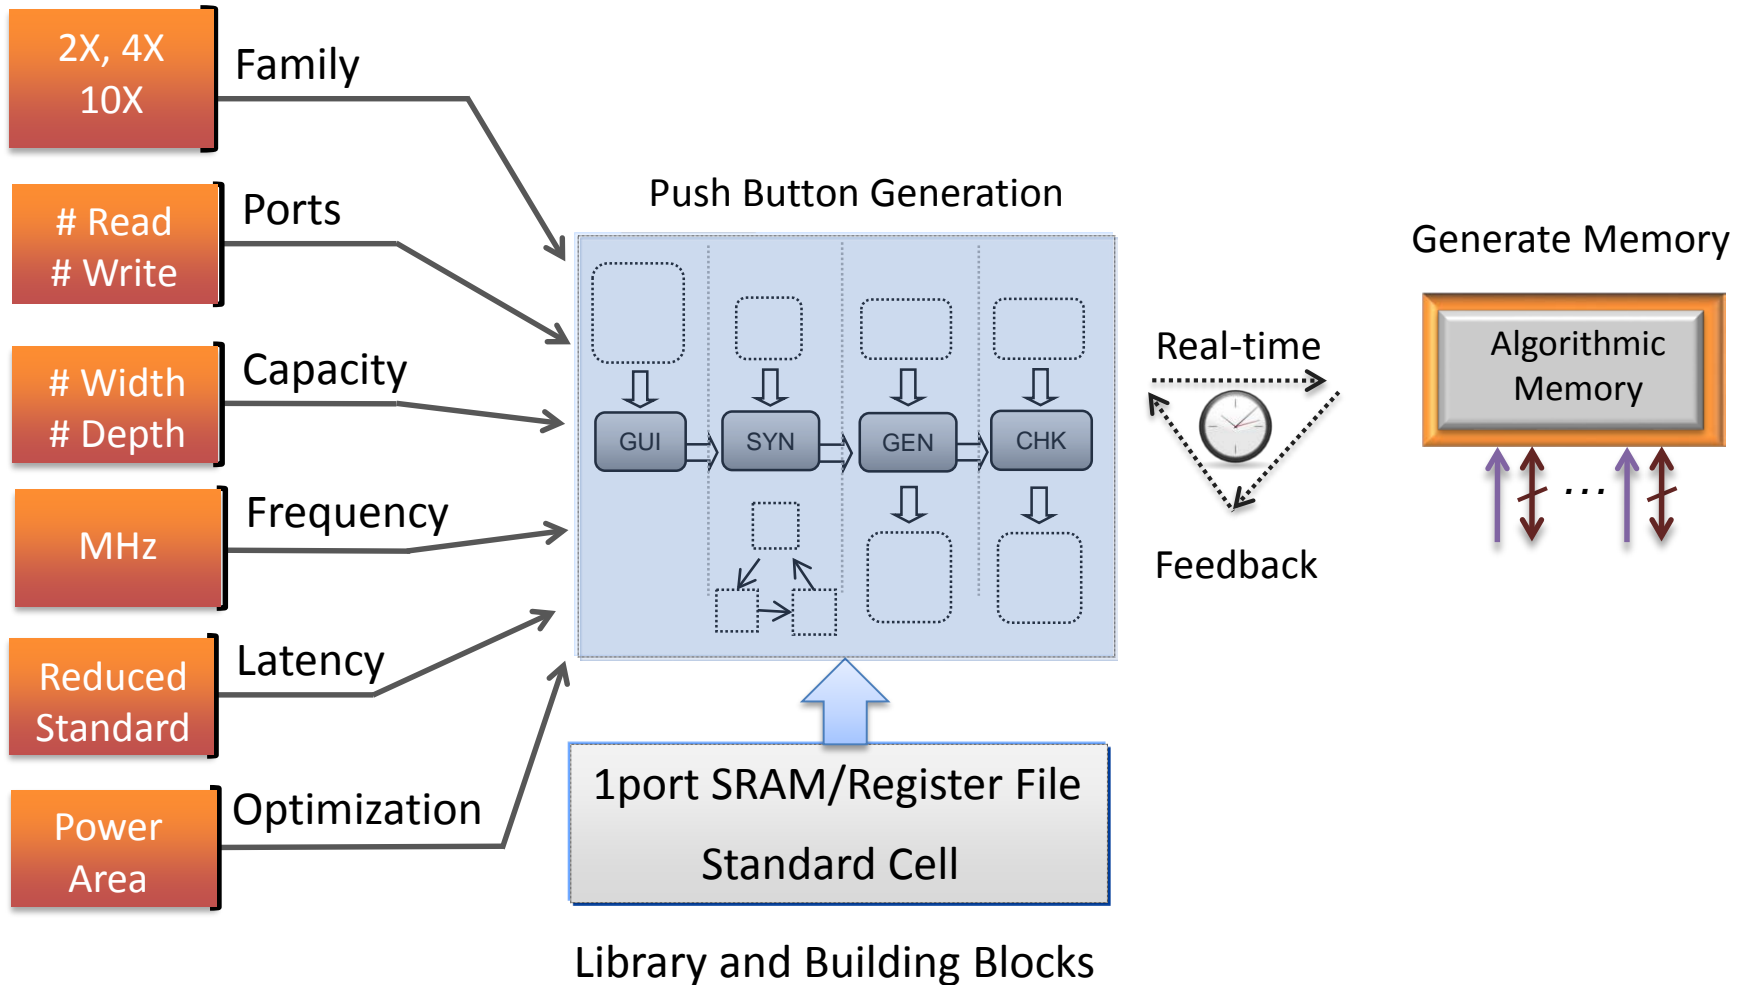 2X, 4X
10X
Family
# Read
# Write
Ports
# Width
# Depth
Capacity
MHz
Frequency
Reduced
Standard
Latency
Power
Area
Optimization
Push Button Generation
GUI
SYN
GEN
CHK
1port SRAM/Register File
Standard Cell
Library and Building Blocks
Real-time
Feedback
Generate Memory
Algorithmic
Memory
...